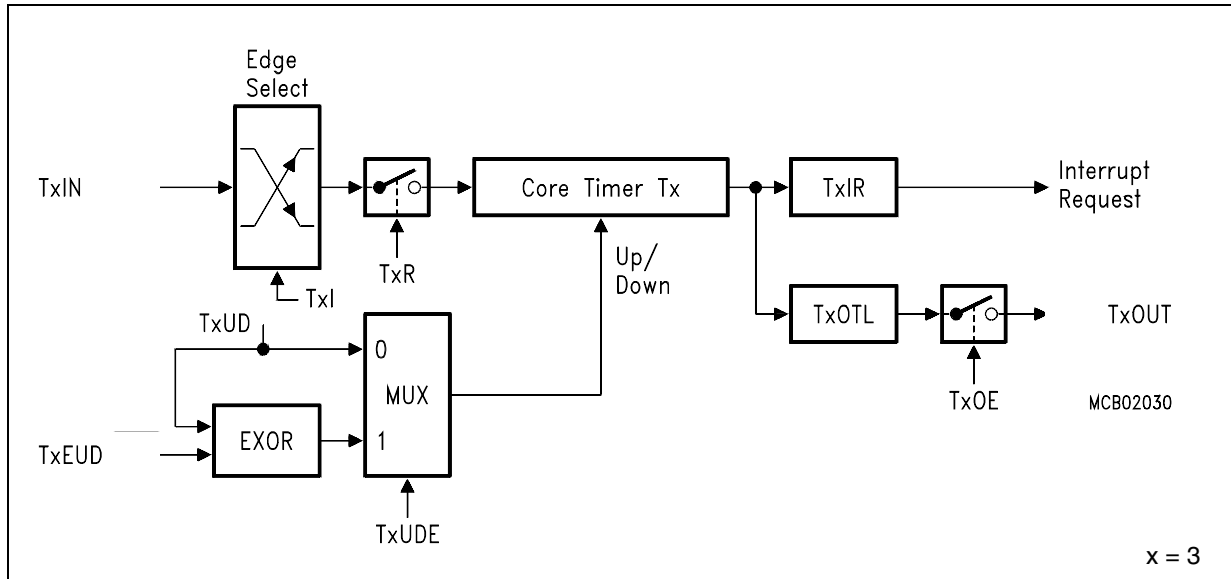 Edge
Select
TxIN
Core Timer Tx
TxIR
Interrupt
Request
TxR
TxI
Up/
Down
TxUD
0
MUX
1
EXOR
TxEUD
TxUDE
TxOTL
TxOUT
TxOE
MCB02030
x = 3